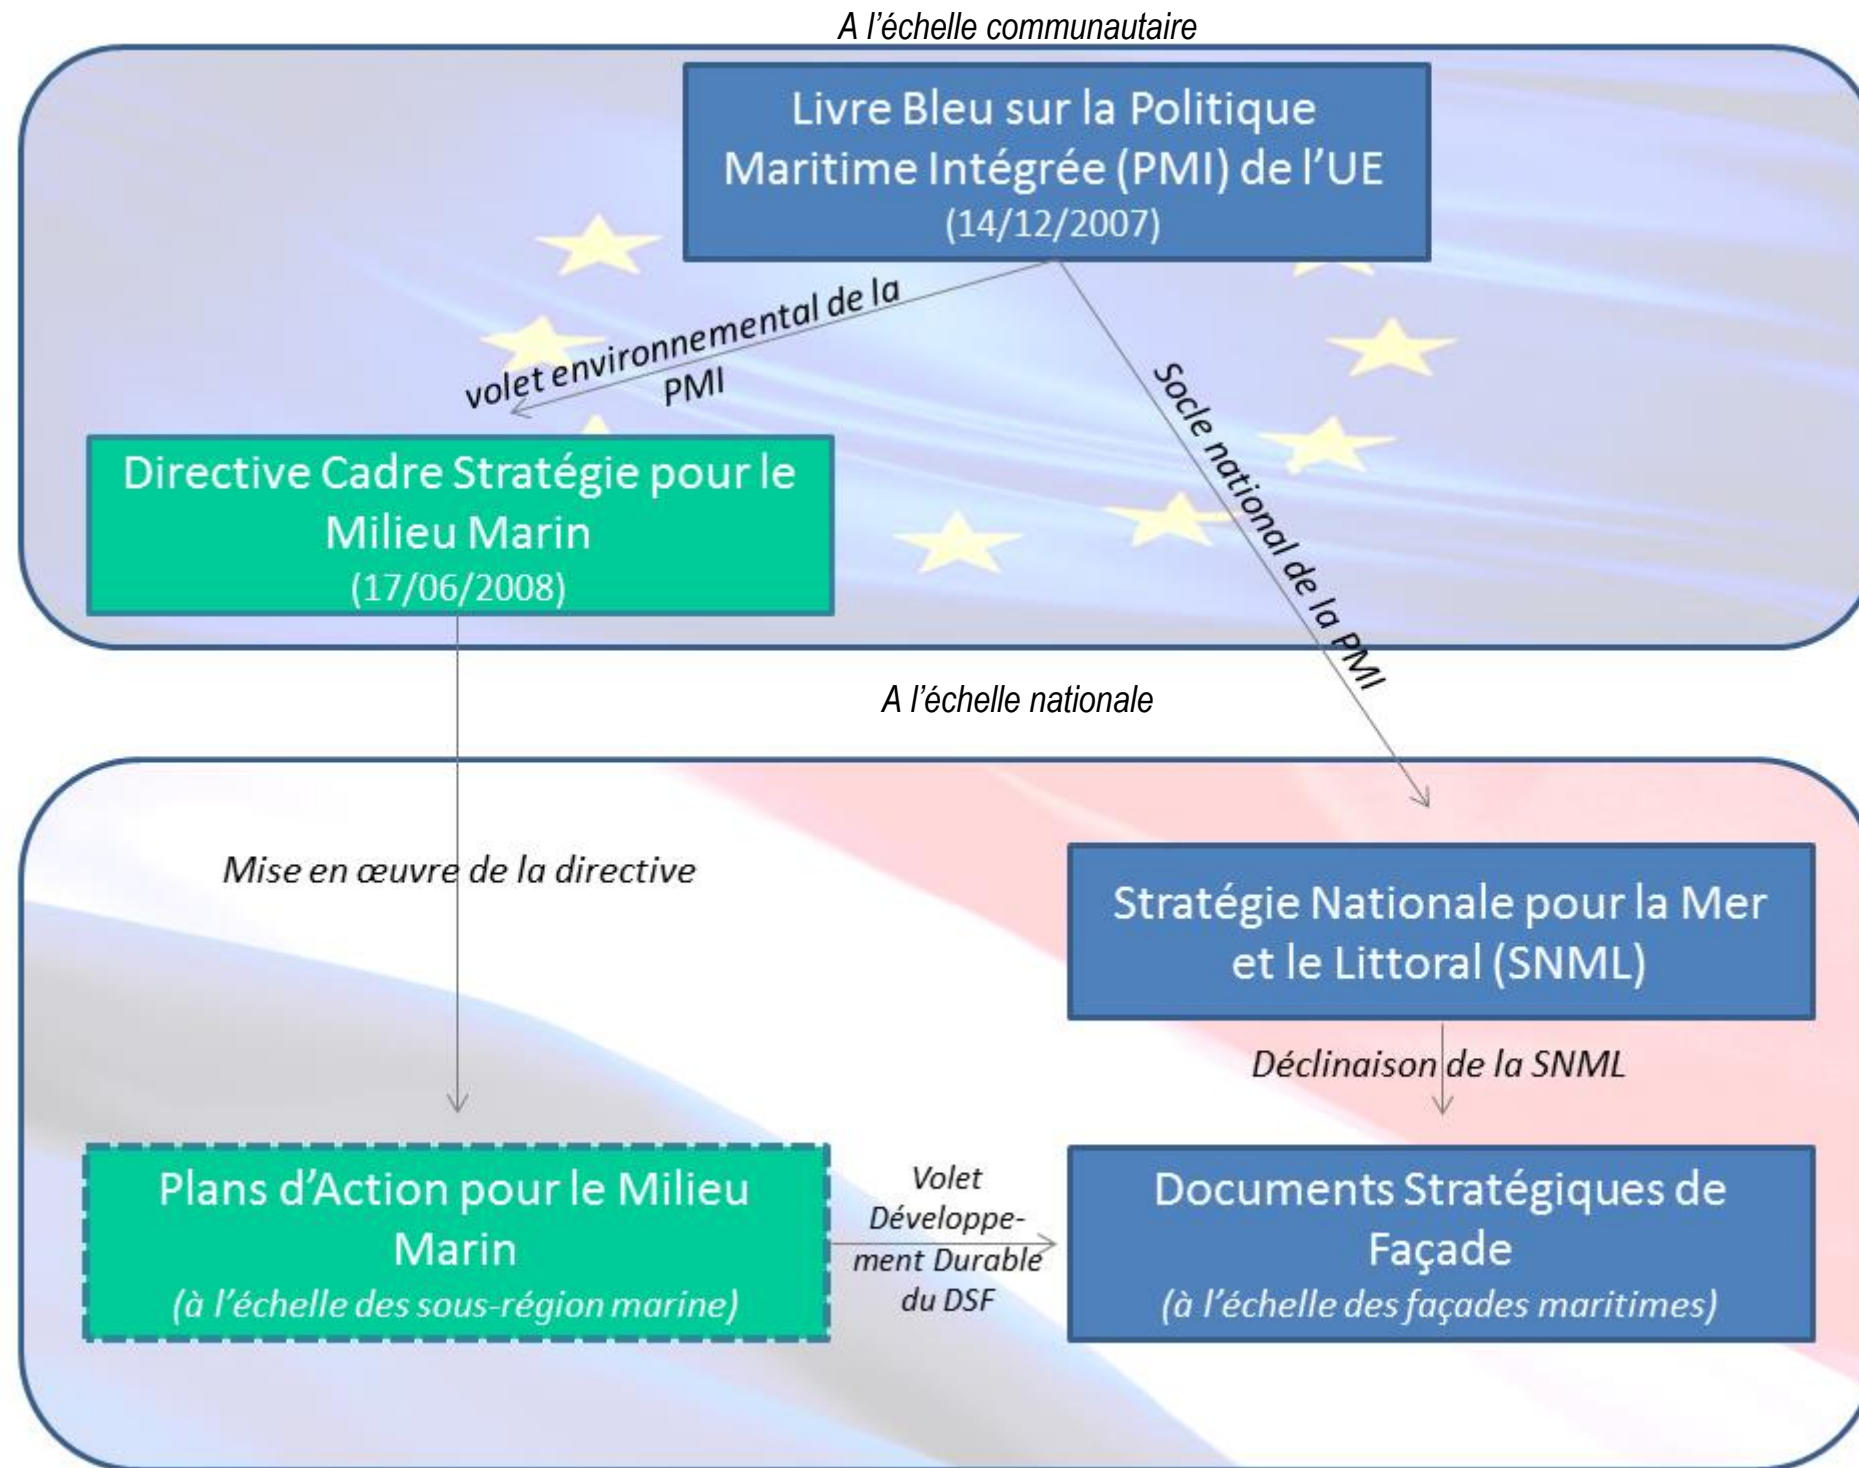 A l'échelle communautaire
Livre Bleu sur la Politique
Maritime Intégrée (PMI) de l'UE
(14/12/2007)
volet environnemental de la
PMI
Socle national de la PMI
Directive Cadre Stratégie pour le
Milieu Marin
(17/06/2008)
A l'échelle nationale
Mise en œuvre de la directive
Stratégie Nationale pour la Mer
et le Littoral (SNML)
Déclinaison de la SNML
Plans d'Action pour le Milieu
Marin
(à l'échelle des sous-région marine)
Volet
Développe-
ment Durable
du DSF
Documents Stratégiques de
Façade
(à l'échelle des façades maritimes)